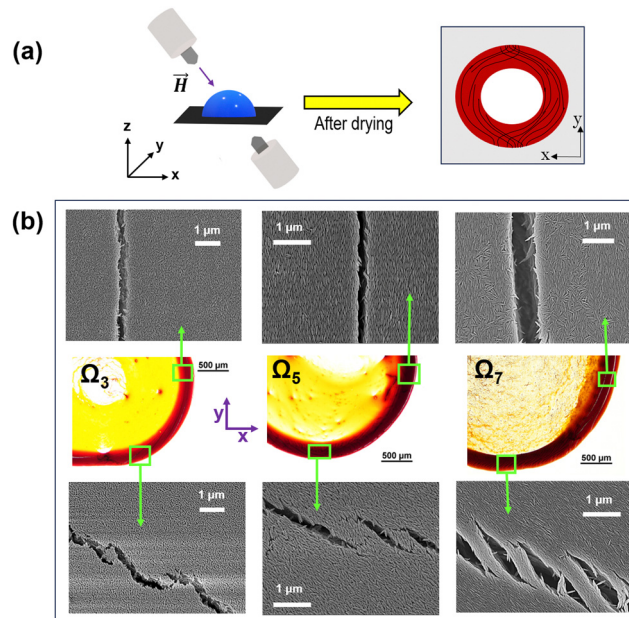 (a)
H
z
y
x
After drying
y
x
(b)
1 µm
1 µm
1 µm
Ω3
500 µm
Ω5
500 µm
Ω7
500 µm
y
x
1 µm
1 µm
1 µm